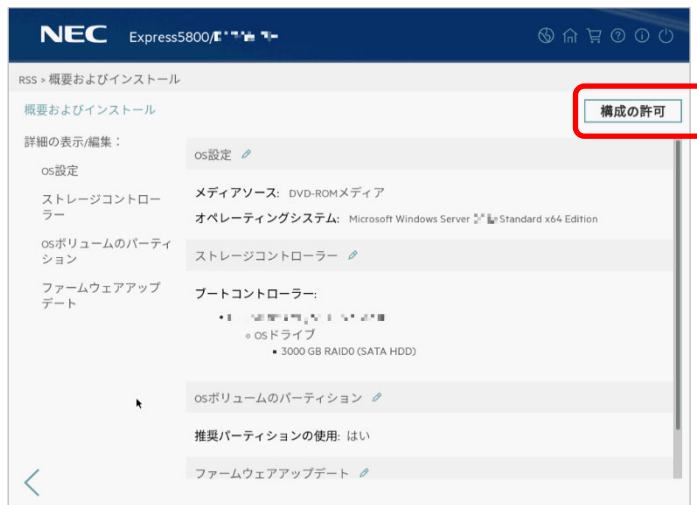 NEC Express5800/
RSS > 概要およびインストール
概要およびインストール
構成の許可
詳細の表示/編集：
OS設定
ストレージコントロー
ラー
OSボリュームのパーティ
ション
ファームウェアアップ
デート
OS設定
メディアソース: DVD-ROMメディア
オペレーティングシステム: Microsoft Windows Server Standard x64 Edition
ストレージコントローラー
ブートコントローラー:
OSドライブ
3000 GB RAID0 (SATA HDD)
OSボリュームのパーティション
推奨パーティションの使用: はい
ファームウェアアップデート